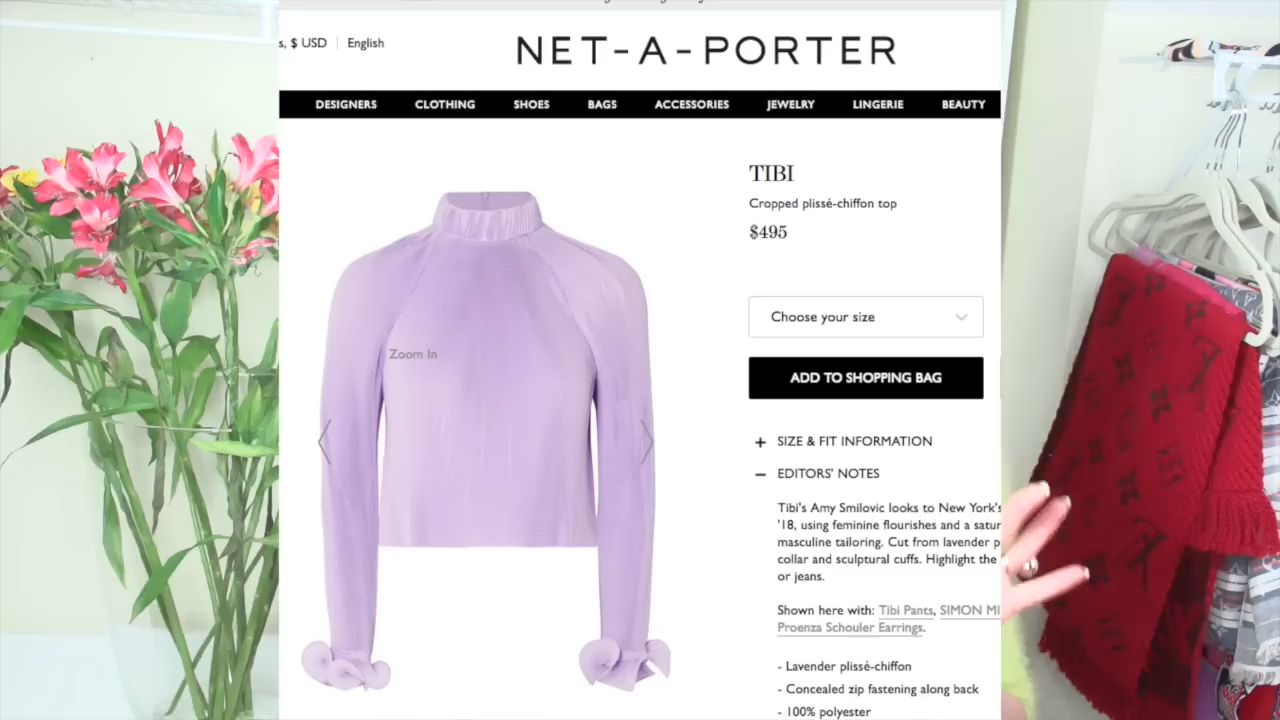 s, $ USD English
NET-A-PORTER
DESIGNERS CLOTHING SHOES BAGS ACCESSORIES JEWELRY LINGERIE BEAUTY
TIBI
Cropped plissé-chiffon top
$495
Zoom In
Choose your size
ADD TO SHOPPING BAG
+ SIZE & FIT INFORMATION
– EDITORS' NOTES
Tibi's Amy Smilovic looks to New York's
'18, using feminine flourishes and a satur
masculine tailoring. Cut from lavender p
collar and sculptural cuffs. Highlight the
or jeans.
Shown here with: Tibi Pants, SIMON MI
Proenza Schouler Earrings.
- Lavender plissé-chiffon
- Concealed zip fastening along back
- 100% polyester